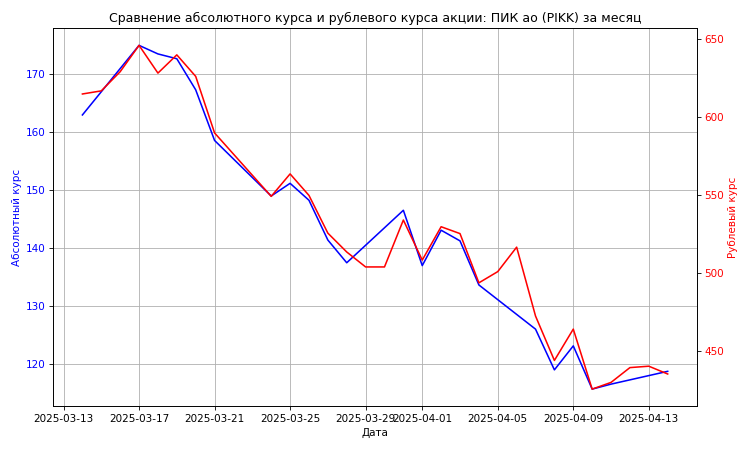 Сравнение абсолютного курса и рублевого курса акции: ПИК ао (PIKK) за месяц
Абсолютный курс
170
160
150
140
130
120
650
600
550
500
450
Рублевый курс
2025-03-13 2025-03-17 2025-03-21 2025-03-25 2025-03-29 2025-04-01 2025-04-05 2025-04-09 2025-04-13
Дата